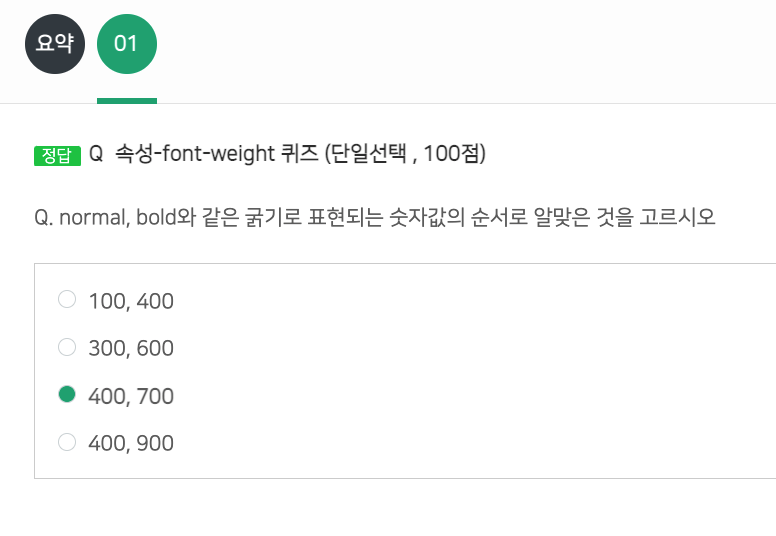 요약 01
정답 Q 속성-font-weight 퀴즈 (단일선택 , 100점)
Q. normal, bold와 같은 굵기로 표현되는 숫자값의 순서로 알맞은 것을 고르시오
100, 400
300, 600
400, 700
400, 900